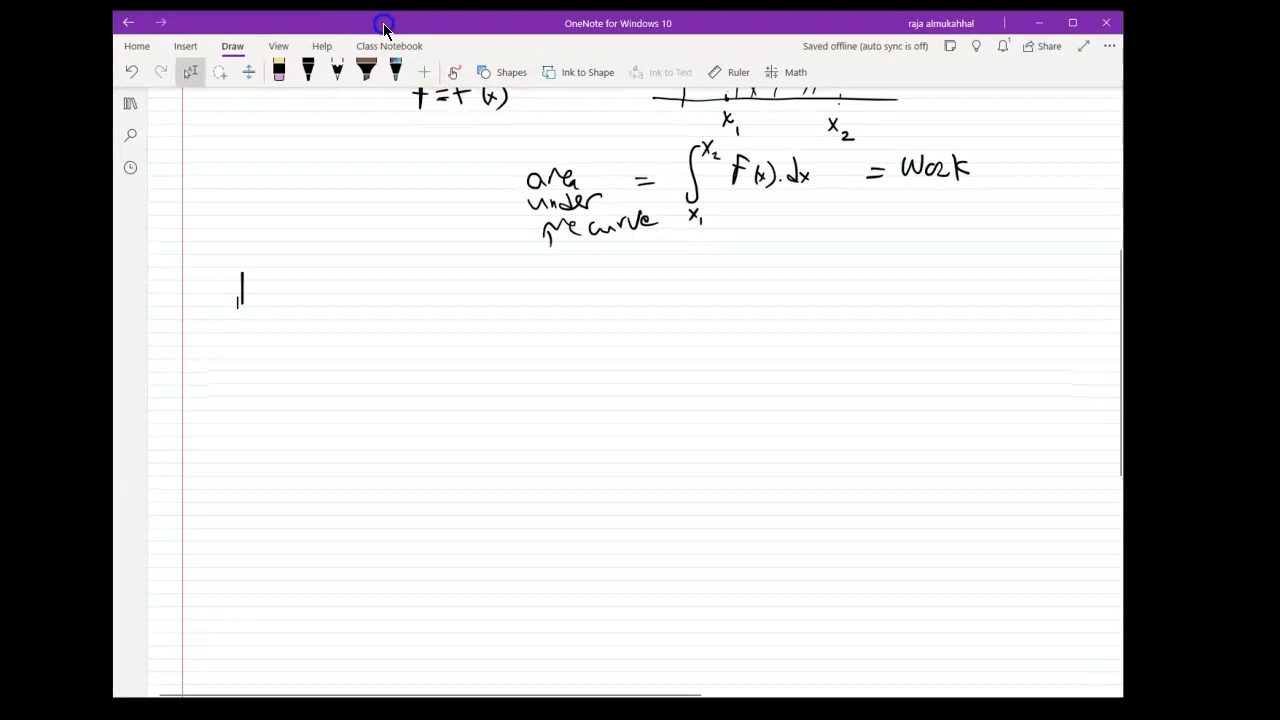 OneNote for Windows 10
raja almukahhal
Home Insert Draw View Help Class Notebook
Saved offline (auto sync is off)
Share
Shapes Ink to Shape Ink to Text Ruler Math
f = F(x)
x1 x2
area under the curve = ∫x1x2 F(x).dx = Work